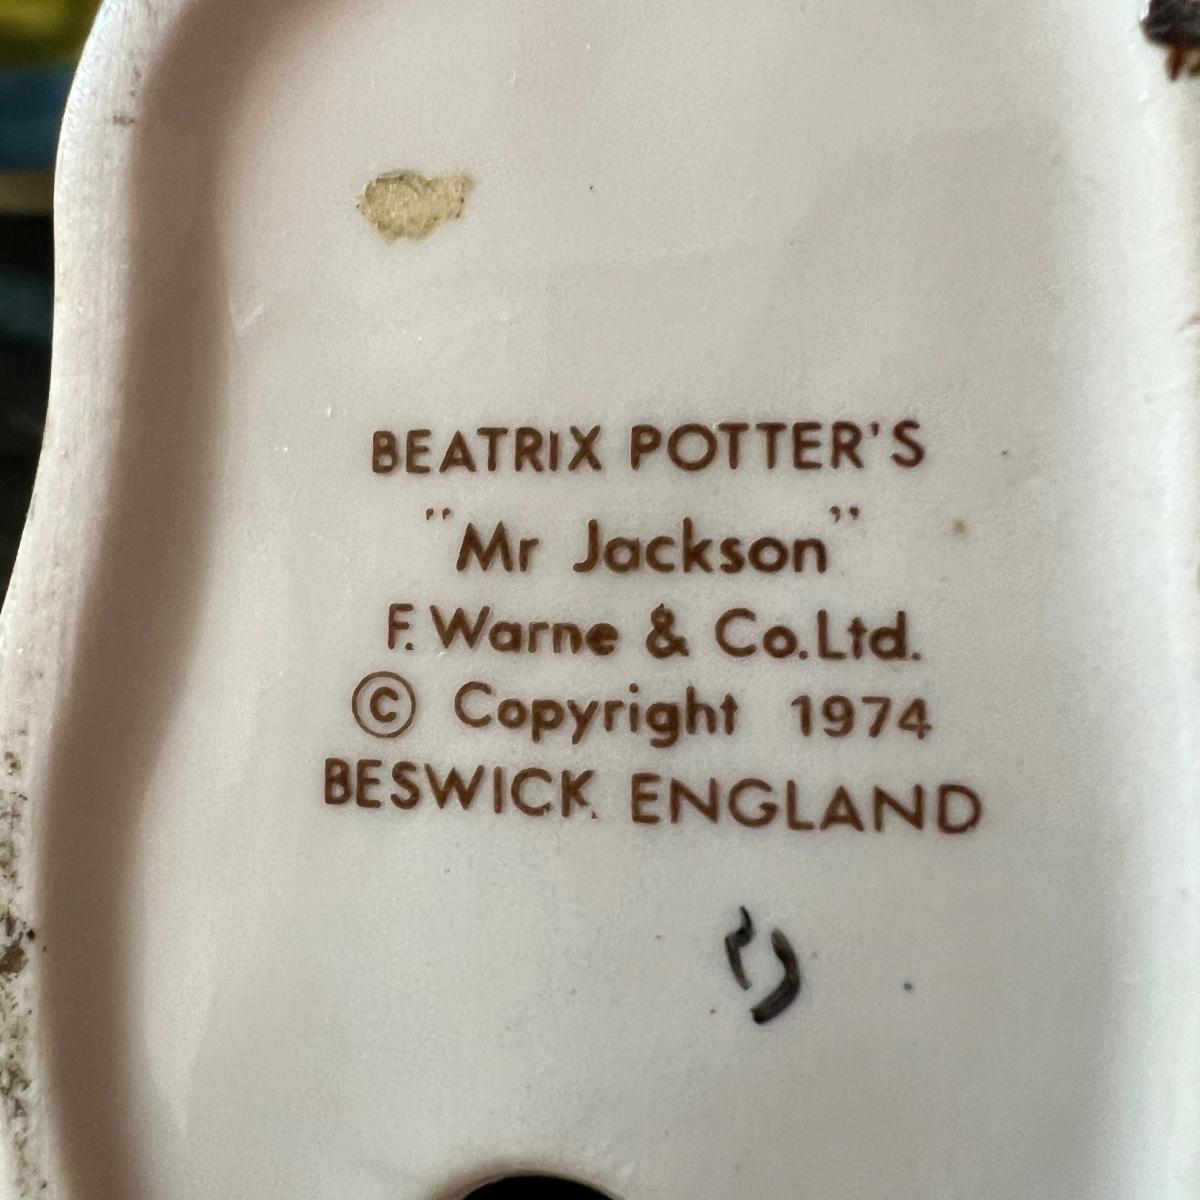 BEATRIX POTTER'S
"Mr Jackson"
F. Warne & Co. Ltd.
© Copyright 1974
BESWICK ENGLAND